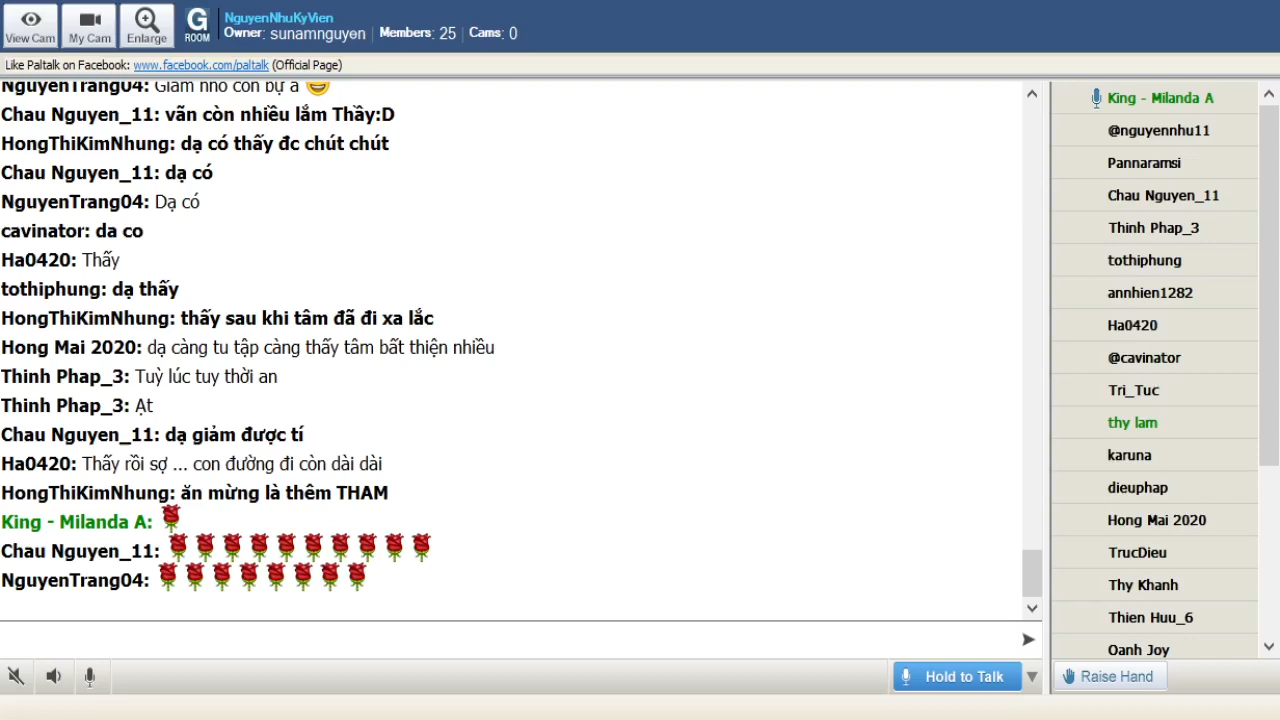 View Cam
My Cam
Enlarge
G
ROOM
NguyenNhuKyVien
Owner: sunamnguyen | Members: 25 | Cams: 0
Like Paltalk on Facebook: www.facebook.com/paltalk (Official Page)
NguyenTrang04: Giảm nhỏ còn bự ạ
Chau Nguyen_11: vẫn còn nhiều lắm Thầy:D
HongThiKimNhung: dạ có thấy đc chút chút
Chau Nguyen_11: dạ có
NguyenTrang04: Dạ có
cavinator: da co
Ha0420: Thấy
tothiphung: dạ thấy
HongThiKimNhung: thấy sau khi tâm đã đi xa lắc
Hong Mai 2020: dạ càng tu tập càng thấy tâm bất thiện nhiều
Thinh Phap_3: Tuỳ lúc tuy thời an
Thinh Phap_3: Ạt
Chau Nguyen_11: dạ giảm được tí
Ha0420: Thấy rồi sợ ... con đường đi còn dài dài
HongThiKimNhung: ăn mừng là thêm THAM
King - Milanda A:
Chau Nguyen_11:
NguyenTrang04:
King - Milanda A
@nguyennhu11
Pannaramsi
Chau Nguyen_11
Thinh Phap_3
tothiphung
annhien1282
Ha0420
@cavinator
Tri_Tuc
thy lam
karuna
dieuphap
Hong Mai 2020
TrucDieu
Thy Khanh
Thien Huu_6
Oanh Joy
Hold to Talk
Raise Hand